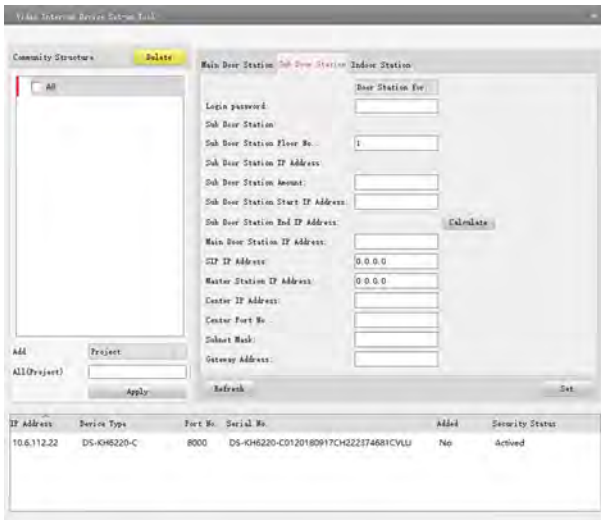 Video Intercom Device Set-up Tool
Community Structure
Delete
All
Main Door Station Sub Door Station Indoor Station
Door Station for
Login password:
Sub Door Station
Sub Door Station Floor No.: 1
Sub Door Station IP Address
Sub Door Station Amount:
Sub Door Station Start IP Address:
Sub Door Station End IP Address: Calculate
Main Door Station IP Address:
SIP IP Address: 0.0.0.0
Master Station IP Address: 0.0.0.0
Center IP Address:
Center Port No.
Subnet Mask:
Gateway Address:
Add Project
All(Project)
Apply
Refresh Set
IP Address Device Type Port No. Serial No. Added Security Status
10.6.112.22 DS-KH6220-C 8000 DS-KH6220-C0120180917CH222374681CVLU No Actived